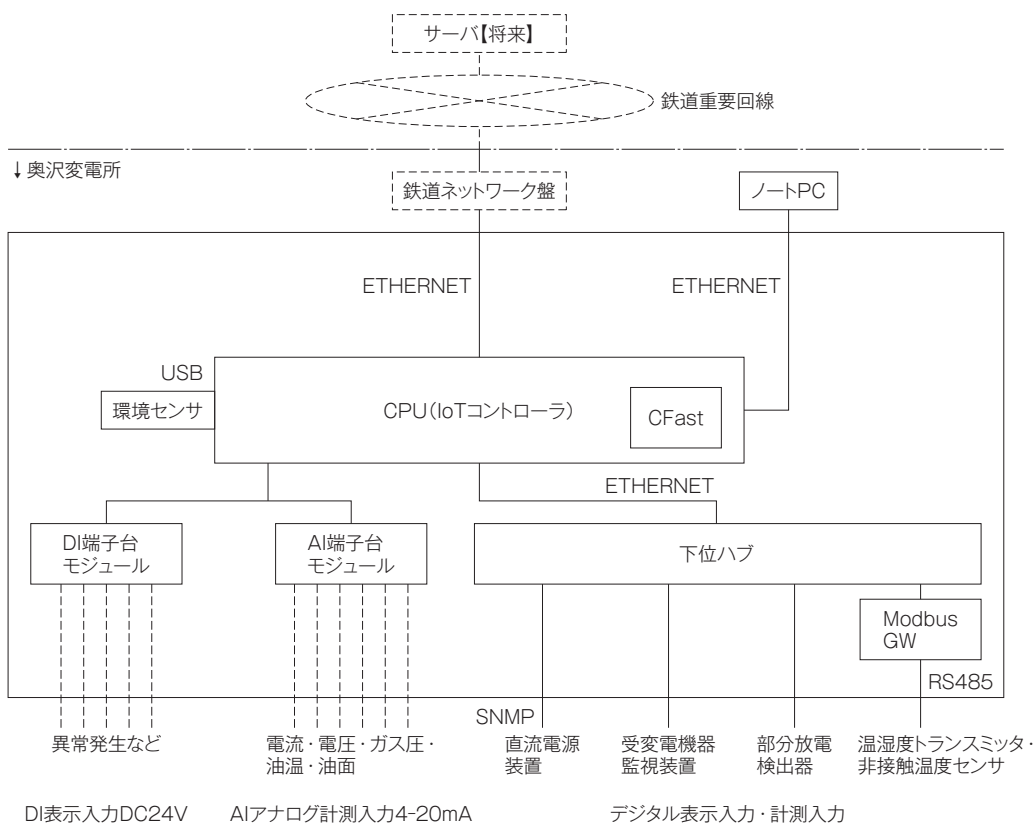 サーバ【将来】
鉄道重要回線
↓奥沢変電所
鉄道ネットワーク盤
ノートPC
ETHERNET
ETHERNET
USB
環境センサ
CPU(IoTコントローラ)
CFast
ETHERNET
DI端子台
モジュール
AI端子台
モジュール
下位ハブ
Modbus
GW
RS485
SNMP
異常発生など
電流・電圧・ガス圧・
油温・油面
直流電源
装置
受変電機器
監視装置
部分放電
検出器
温湿度トランスミッタ・
非接触温度センサ
DI表示入力DC24V
AIアナログ計測入力4-20mA
デジタル表示入力・計測入力